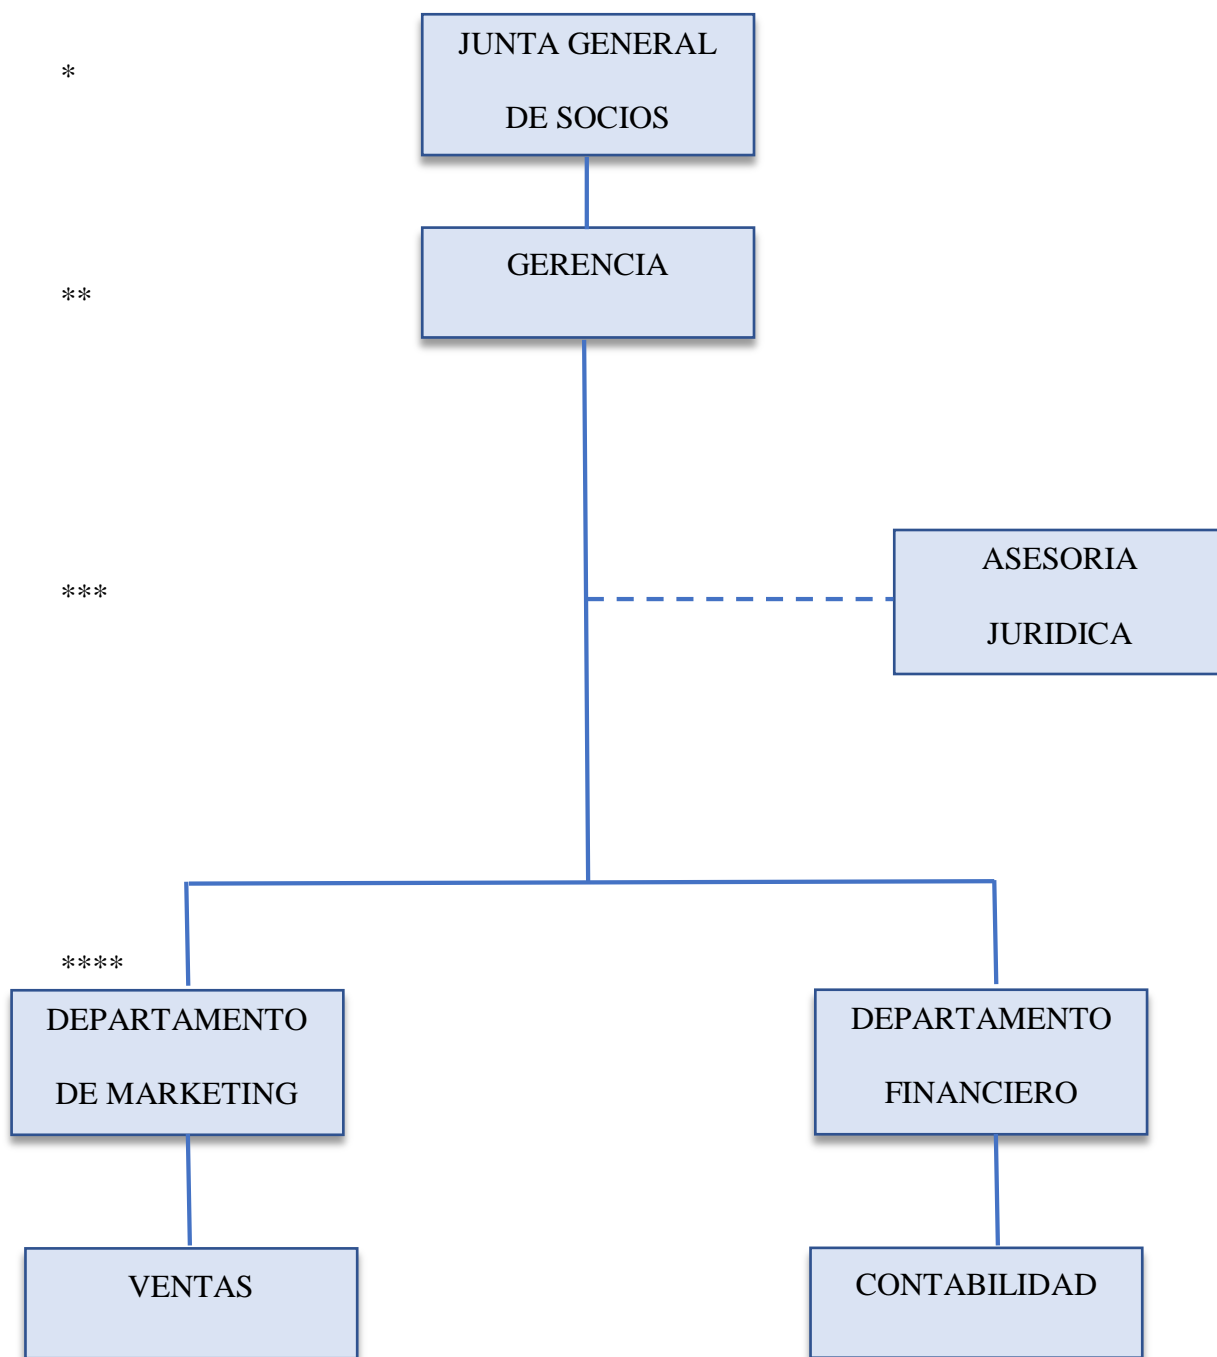 JUNTA GENERAL
*
DE SOCIOS
GERENCIA
**
ASESORIA
***
JURIDICA
****
DEPARTAMENTO
DE MARKETING
DEPARTAMENTO
FINANCIERO
VENTAS
CONTABILIDAD